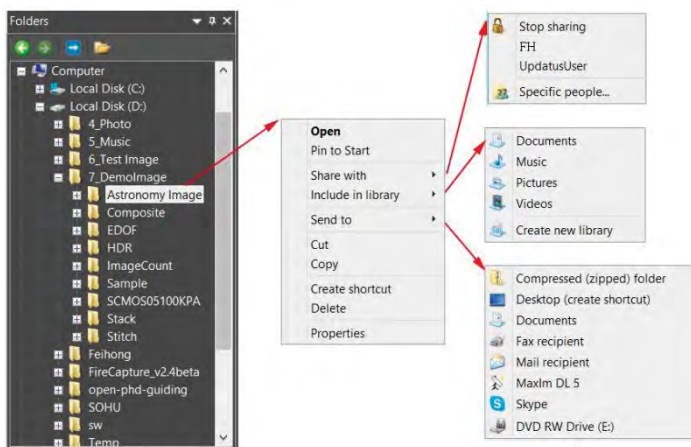 Folders
Computer
Local Disk (C:)
Local Disk (D:)
4_Photo
5_Music
6_Test Image
7_DemoImage
Astronomy Image
Composite
EDOF
HDR
ImageCount
Sample
SCMOS05100KPA
Stack
Stitch
Feihong
FireCapture_v2.4beta
open-phd-guiding
SOHU
sw
Temp
Open
Pin to Start
Share with
Include in library
Send to
Cut
Copy
Create shortcut
Delete
Properties
Stop sharing
FH
UpdatusUser
Specific people...
Documents
Music
Pictures
Videos
Create new library
Compressed (zipped) folder
Desktop (create shortcut)
Documents
Fax recipient
Mail recipient
MaxIm DL 5
Skype
DVD RW Drive (E:)